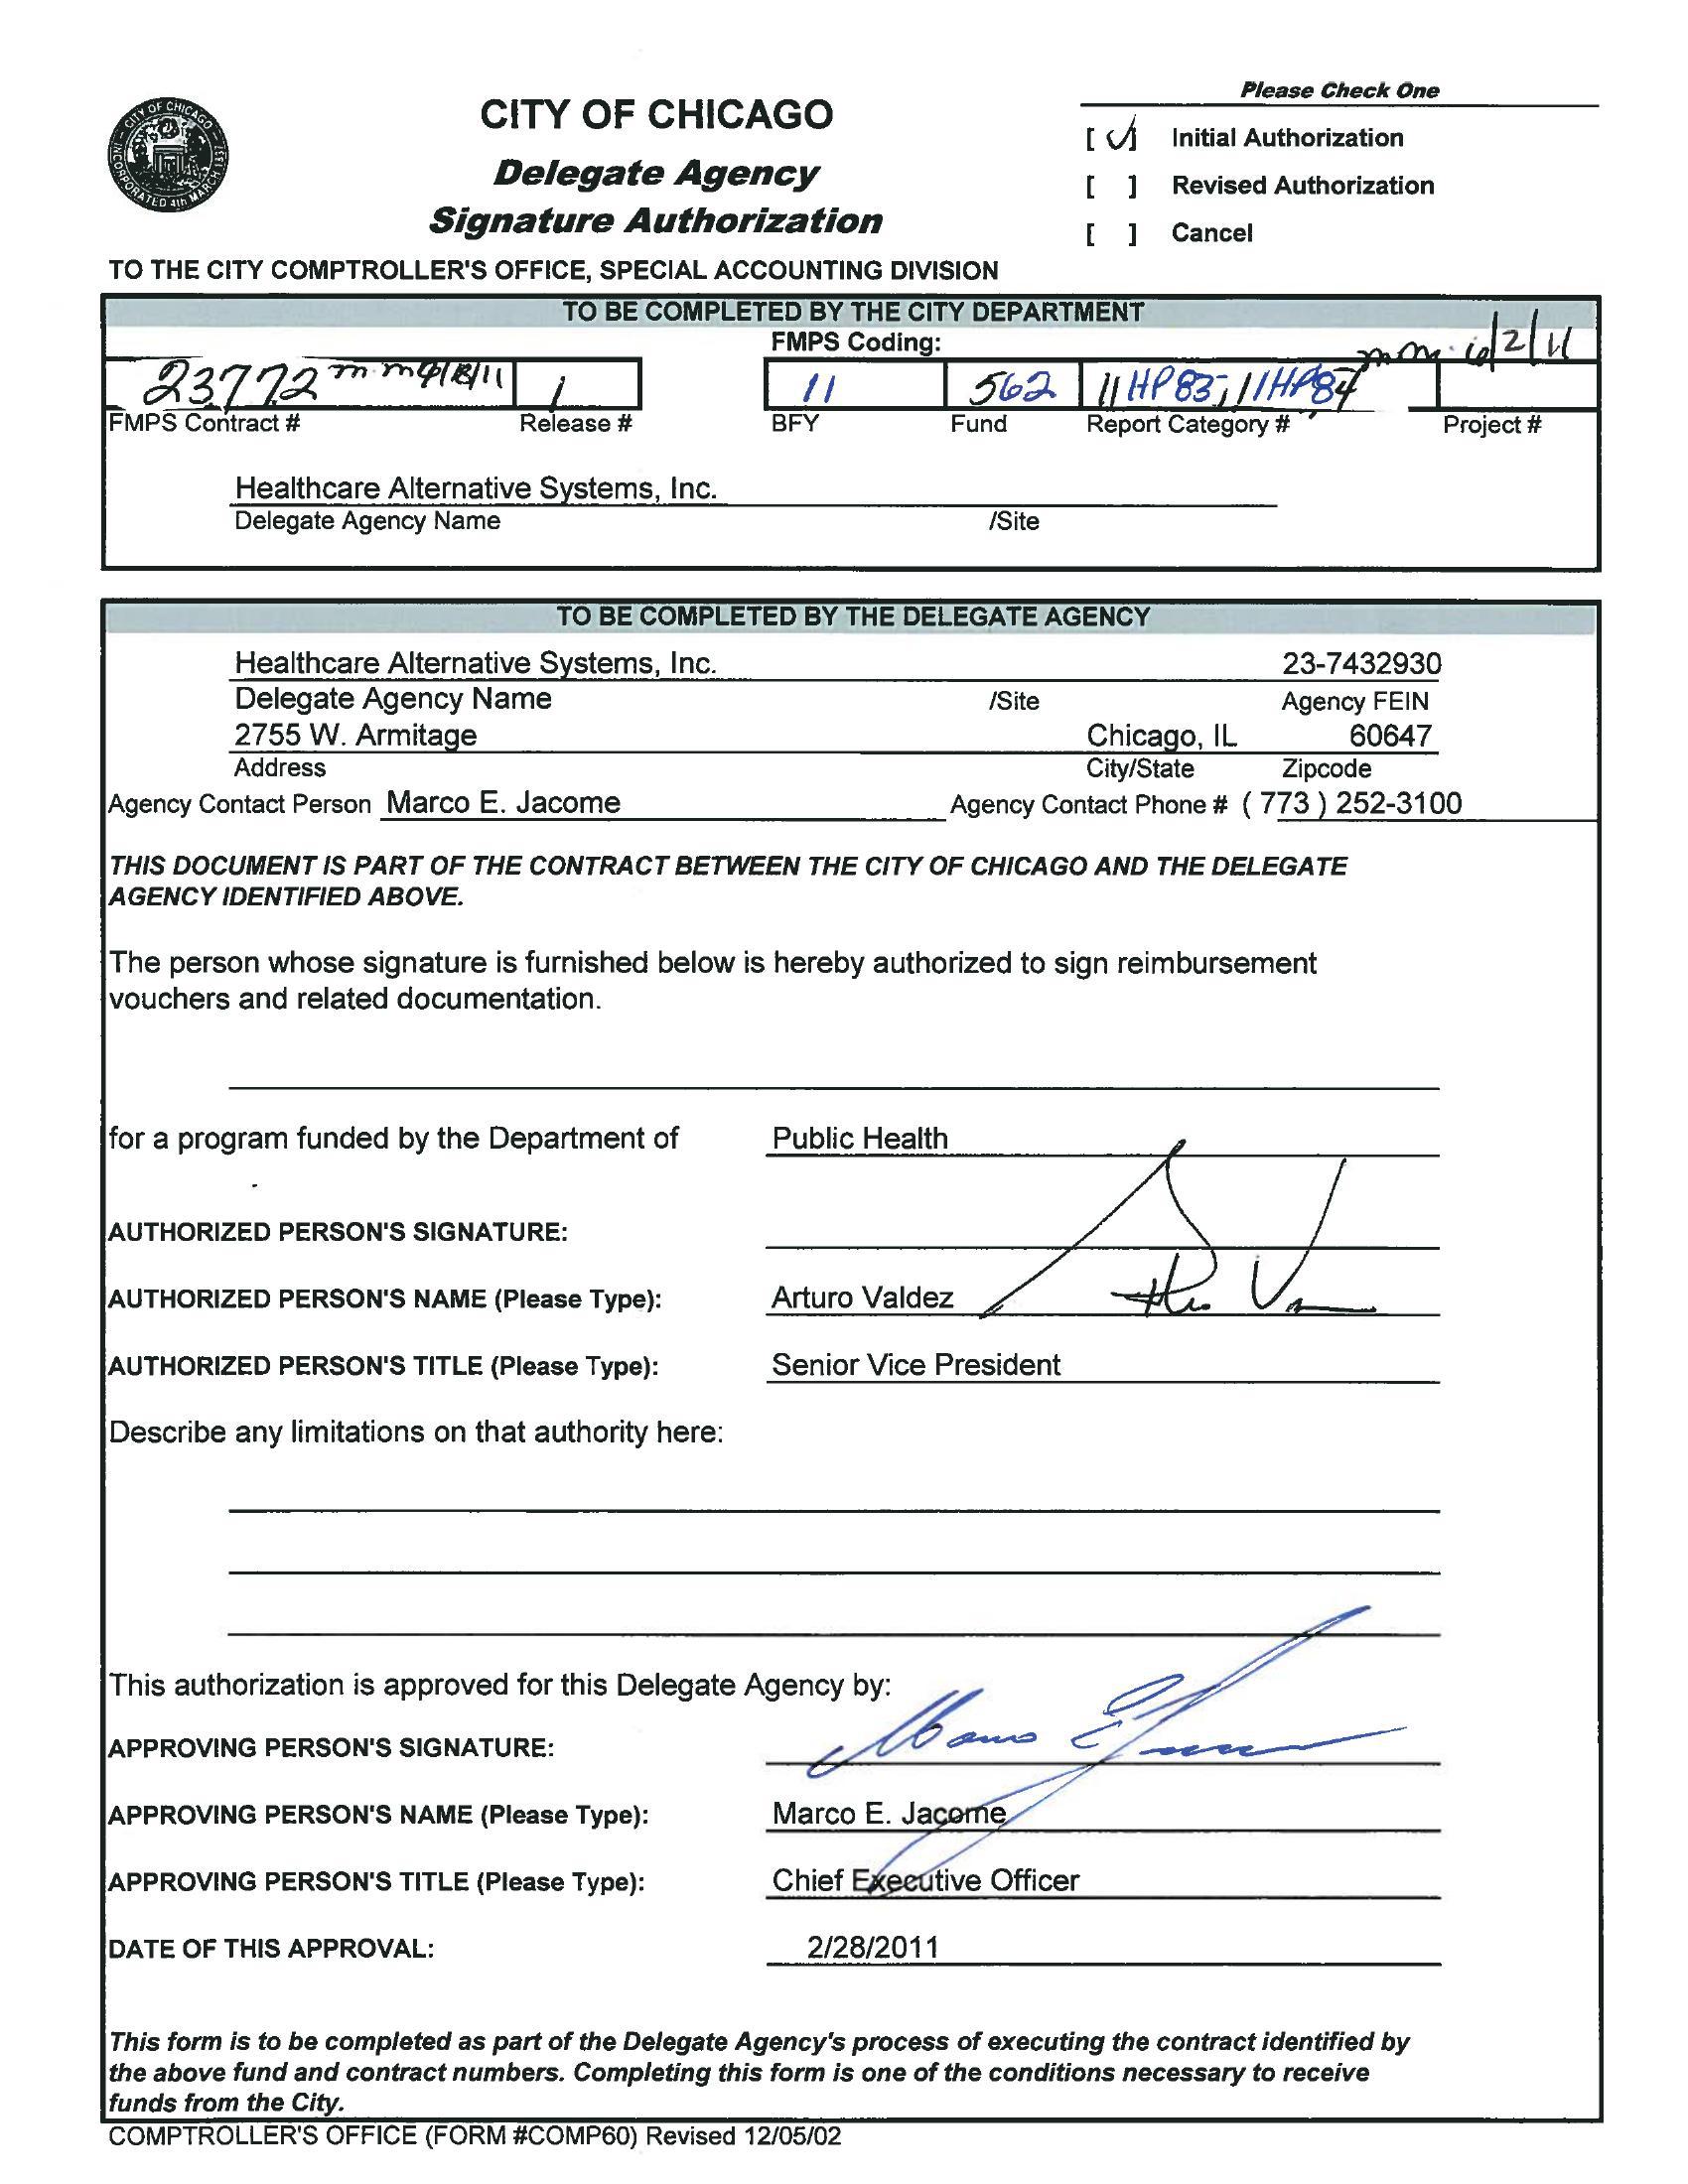 Please Check One
CITY OF CHICAGO
Delegate Agency
Signature Authorization
[ √ ] Initial Authorization
[ ] Revised Authorization
[ ] Cancel
CITY OF CHICAGO INCORPORATED 4th MARCH 1837
TO THE CITY COMPTROLLER'S OFFICE, SPECIAL ACCOUNTING DIVISION
TO BE COMPLETED BY THE CITY DEPARTMENT
FMPS Coding:
mm 6/2/11
23772 mm 1 11 562 11HP83; 11HP84
FMPS Contract # Release # BFY Fund Report Category # Project #
Healthcare Alternative Systems, Inc.
Delegate Agency Name /Site
TO BE COMPLETED BY THE DELEGATE AGENCY
Healthcare Alternative Systems, Inc. 23-7432930
Delegate Agency Name /Site Agency FEIN
2755 W. Armitage Chicago, IL 60647
Address City/State Zipcode
Agency Contact Person Marco E. Jacome Agency Contact Phone # ( 773 ) 252-3100
THIS DOCUMENT IS PART OF THE CONTRACT BETWEEN THE CITY OF CHICAGO AND THE DELEGATE
AGENCY IDENTIFIED ABOVE.
The person whose signature is furnished below is hereby authorized to sign reimbursement
vouchers and related documentation.
for a program funded by the Department of Public Health
AUTHORIZED PERSON'S SIGNATURE:
AUTHORIZED PERSON'S NAME (Please Type): Arturo Valdez
AUTHORIZED PERSON'S TITLE (Please Type): Senior Vice President
Describe any limitations on that authority here:
This authorization is approved for this Delegate Agency by:
APPROVING PERSON'S SIGNATURE:
APPROVING PERSON'S NAME (Please Type): Marco E. Jacome
APPROVING PERSON'S TITLE (Please Type): Chief Executive Officer
DATE OF THIS APPROVAL: 2/28/2011
This form is to be completed as part of the Delegate Agency's process of executing the contract identified by
the above fund and contract numbers. Completing this form is one of the conditions necessary to receive
funds from the City.
COMPTROLLER'S OFFICE (FORM #COMP60) Revised 12/05/02